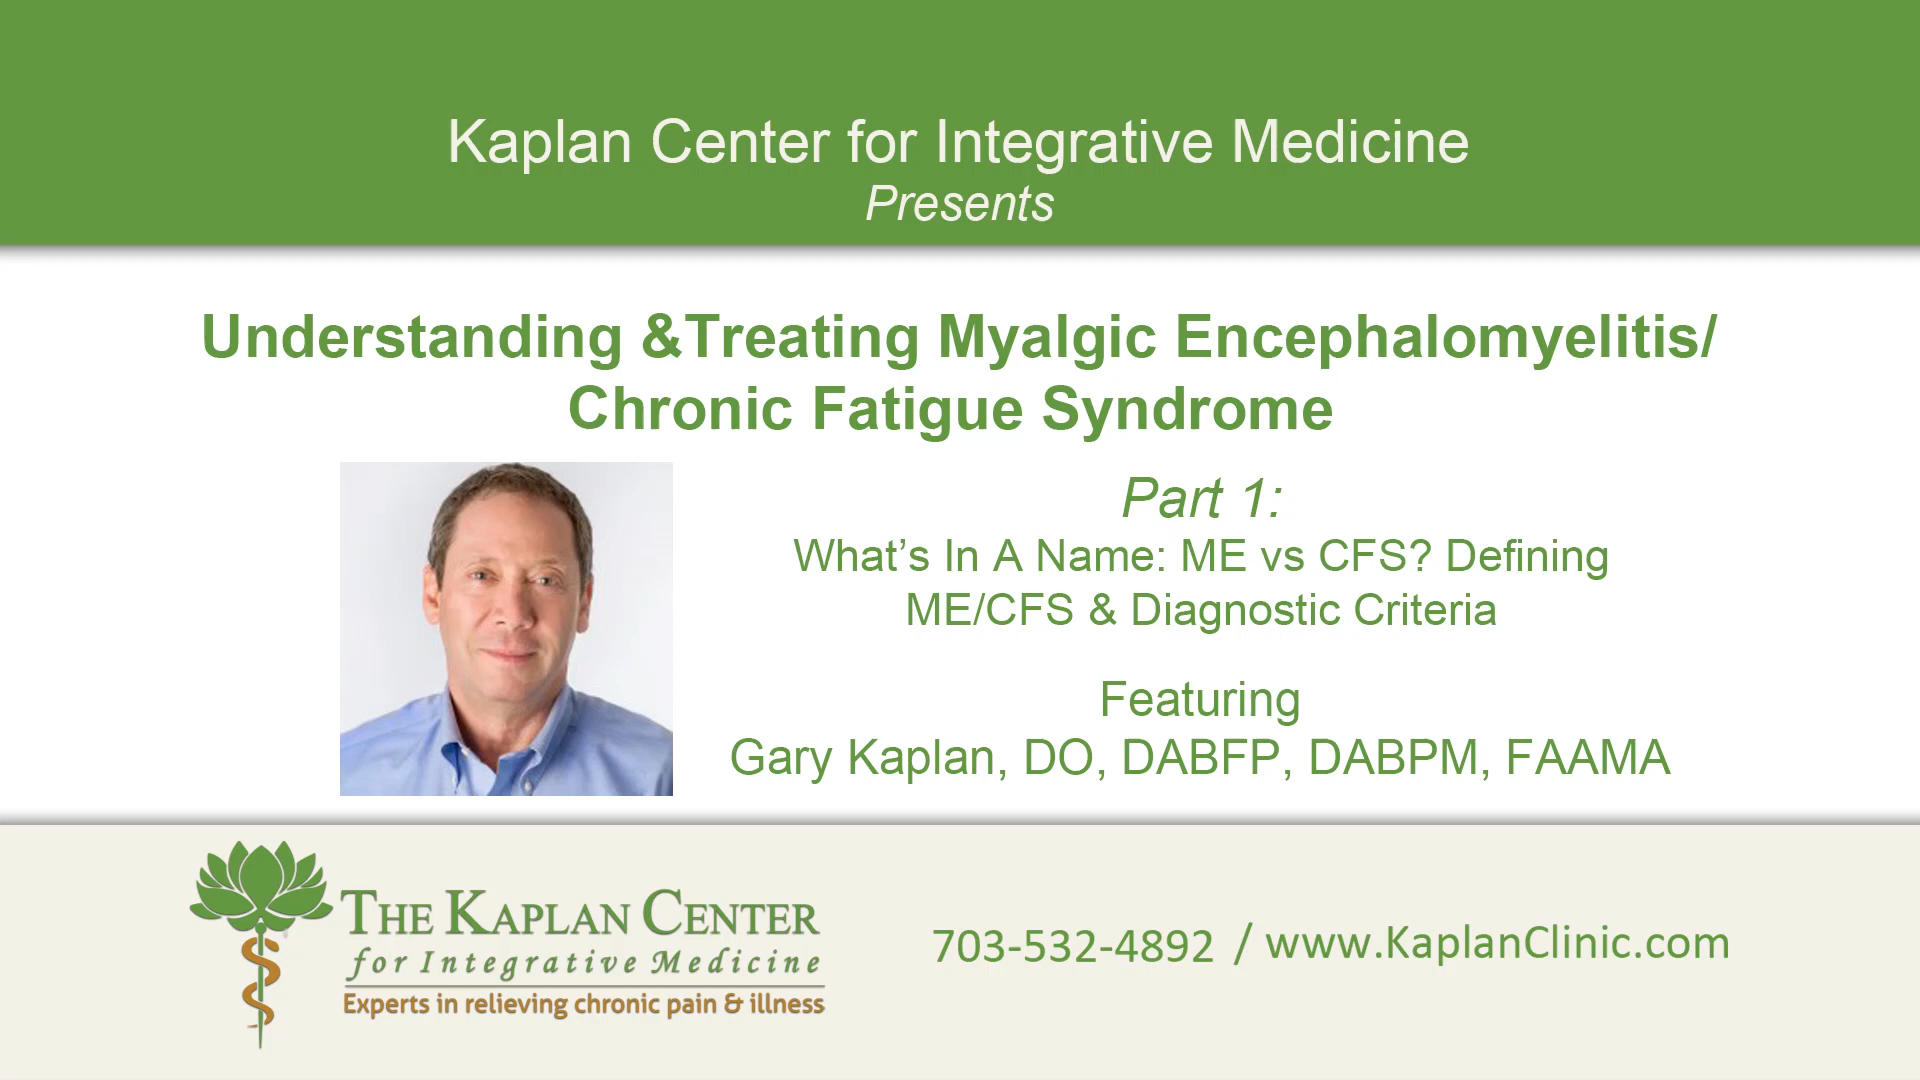 Kaplan Center for Integrative Medicine
Presents
Understanding &Treating Myalgic Encephalomyelitis/
Chronic Fatigue Syndrome
Part 1:
What’s In A Name: ME vs CFS? Defining
ME/CFS & Diagnostic Criteria
Featuring
Gary Kaplan, DO, DABFP, DABPM, FAAMA
THE KAPLAN CENTER
for Integrative Medicine
Experts in relieving chronic pain & illness
703-532-4892 / www.KaplanClinic.com